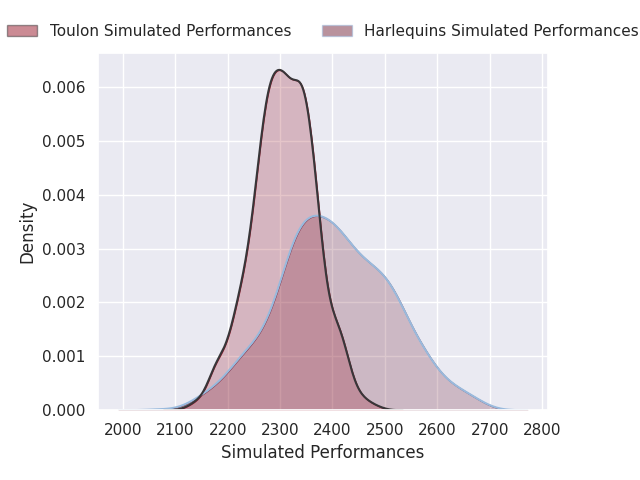 Toulon Simulated Performances Harlequins Simulated Performances
0.006
0.005
0.004
0.003
0.002
0.001
0.000
Density
2000 2100 2200 2300 2400 2500 2600 2700 2800
Simulated Performances